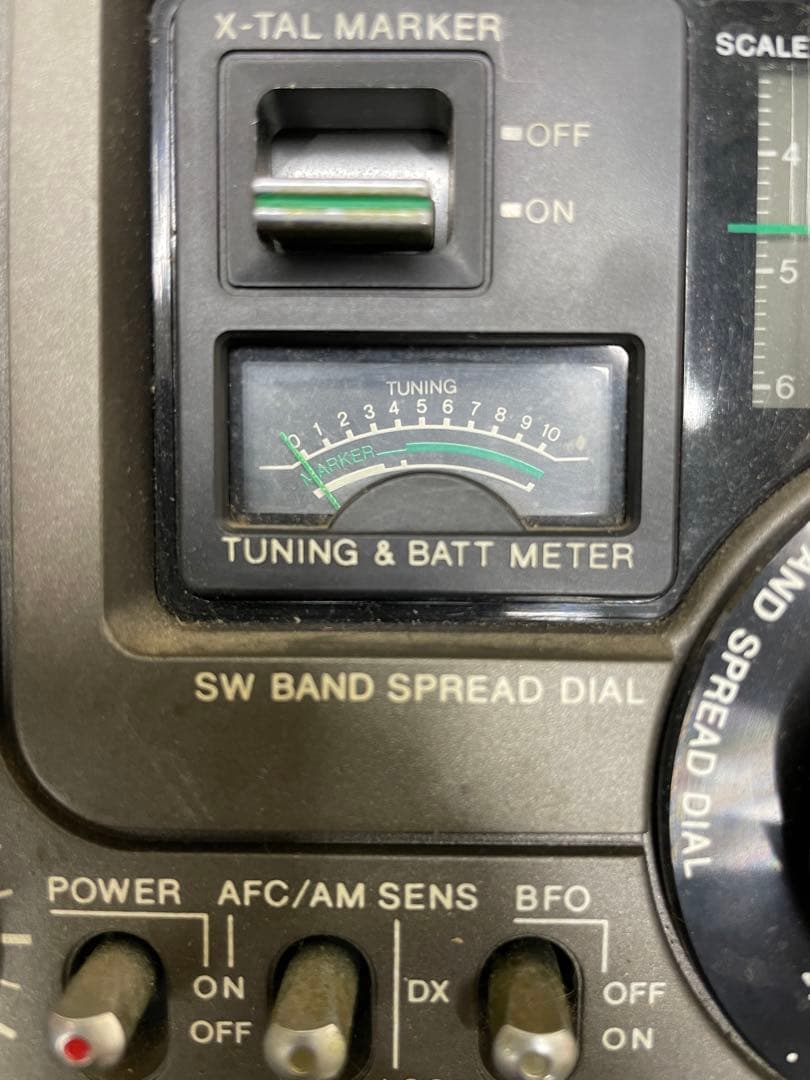 X-TAL MARKER
SCALE
OFF
ON
4
5
6
TUNING
0 1 2 3 4 5 6 7 8 9 10
MARKER
TUNING & BATT METER
SW BAND SPREAD DIAL
AND SPREAD DIAL
POWER AFC/AM SENS BFO
ON DX OFF
OFF ON